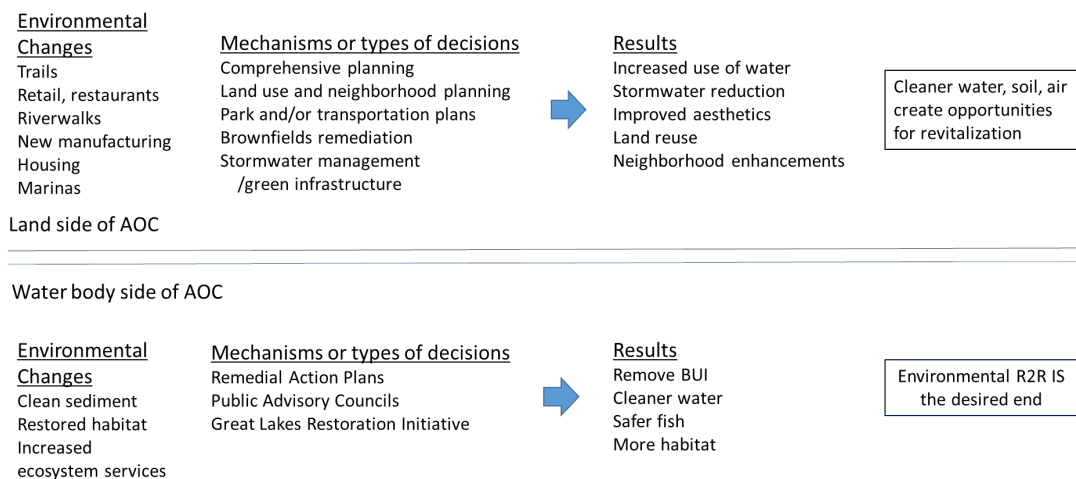 Environmental
Changes
Trails
Retail, restaurants
Riverwalks
New manufacturing
Housing
Marinas
Mechanisms or types of decisions
Comprehensive planning
Land use and neighborhood planning
Park and/or transportation plans
Brownfields remediation
Stormwater management
/green infrastructure
Results
Increased use of water
Stormwater reduction
Improved aesthetics
Land reuse
Neighborhood enhancements
Cleaner water, soil, air
create opportunities
for revitalization
Land side of AOC
Water body side of AOC
Environmental
Changes
Clean sediment
Restored habitat
Increased
ecosystem services
Mechanisms or types of decisions
Remedial Action Plans
Public Advisory Councils
Great Lakes Restoration Initiative
Results
Remove BUI
Cleaner water
Safer fish
More habitat
Environmental R2R IS
the desired end